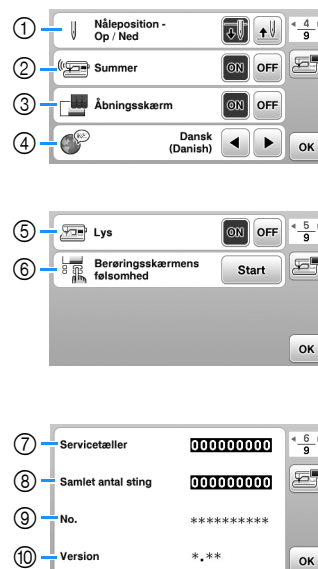 ① Nåleposition -
Op / Ned
4
9
② Summer ON OFF
③ Åbningsskærm ON OFF
④ Dansk
(Danish)
OK
⑤ Lys ON OFF
5
9
⑥ Berøringsskærmens
følsomhed Start
OK
⑦ Servicetæller 000000000
6
9
⑧ Samlet antal sting 000000000
⑨ No. **********
⑩ Version *.**
OK